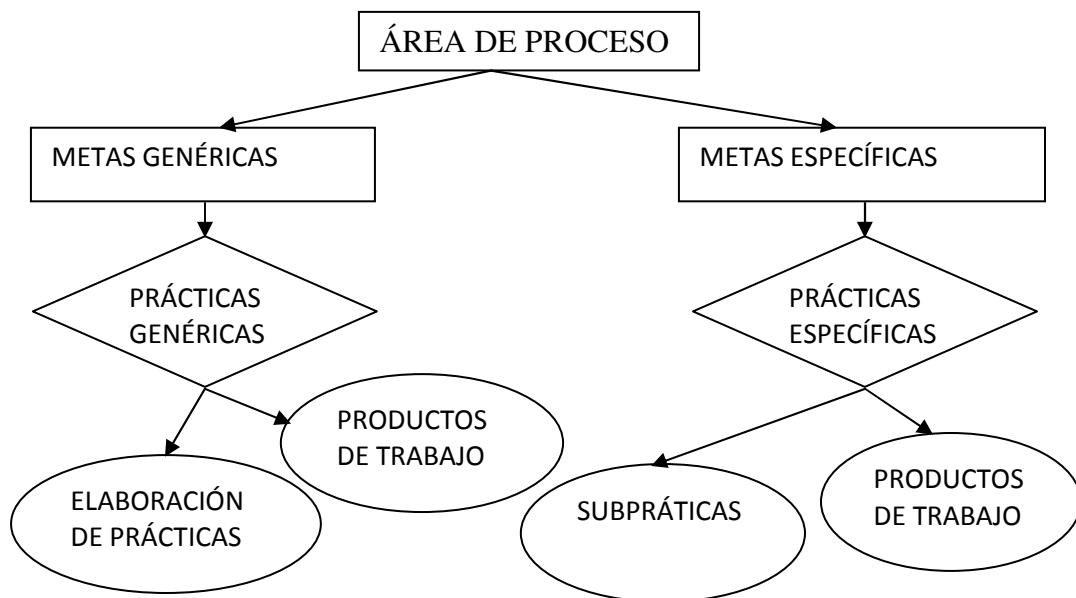 ÁREA DE PROCESO
METAS GENÉRICAS
METAS ESPECÍFICAS
PRÁCTICAS
GENÉRICAS
PRÁCTICAS
ESPECÍFICAS
PRODUCTOS
DE TRABAJO
ELABORACIÓN
DE PRÁCTICAS
SUBPRÁTICAS
PRODUCTOS
DE TRABAJO